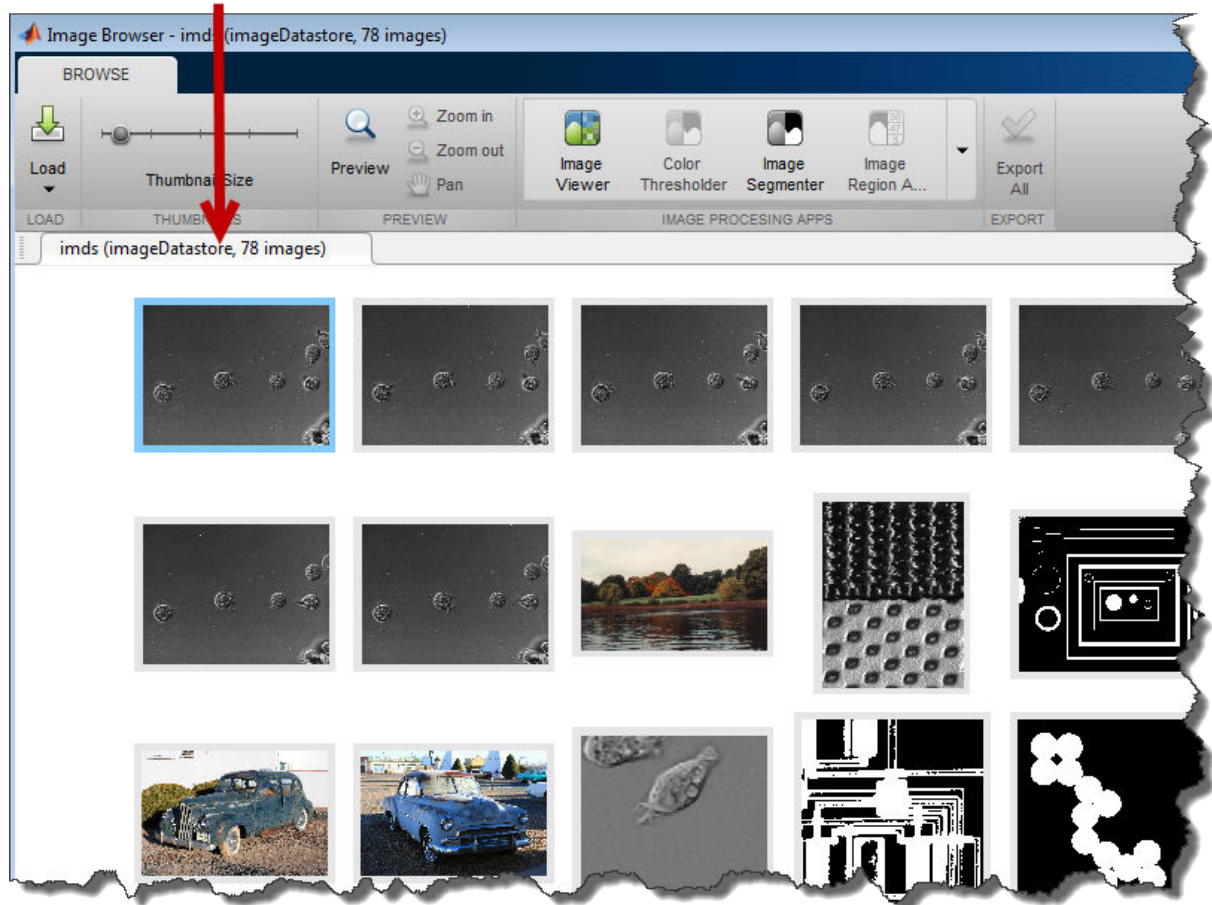 Image Browser - imds (imageDatastore, 78 images)
BROWSE
Load
Thumbnail Size
Preview
Zoom in
Zoom out
Pan
Image Viewer
Color Thresholder
Image Segmenter
Image Region A...
Export All
LOAD
THUMBNAILS
PREVIEW
IMAGE PROCESING APPS
EXPORT
imds (imageDatastore, 78 images)